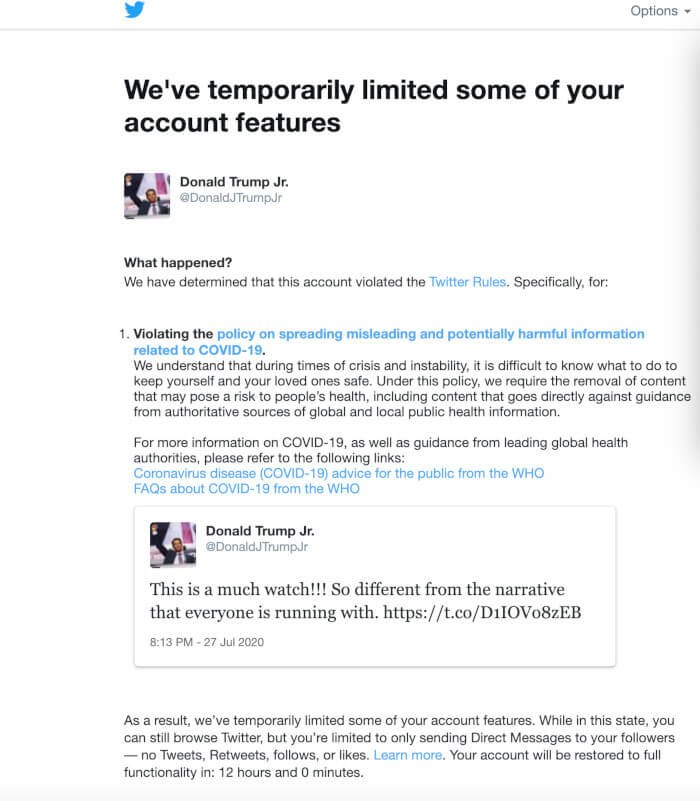 Options
We've temporarily limited some of your
account features
Donald Trump Jr.
@DonaldJTrumpJr
What happened?
We have determined that this account violated the Twitter Rules. Specifically, for:
1. Violating the policy on spreading misleading and potentially harmful information
related to COVID-19.
We understand that during times of crisis and instability, it is difficult to know what to do to
keep yourself and your loved ones safe. Under this policy, we require the removal of content
that may pose a risk to people's health, including content that goes directly against guidance
from authoritative sources of global and local public health information.
For more information on COVID-19, as well as guidance from leading global health
authorities, please refer to the following links:
Coronavirus disease (COVID-19) advice for the public from the WHO
FAQs about COVID-19 from the WHO
Donald Trump Jr.
@DonaldJTrumpJr
This is a much watch!!! So different from the narrative
that everyone is running with. https://t.co/D1IOVo8zEB
8:13 PM - 27 Jul 2020
As a result, we've temporarily limited some of your account features. While in this state, you
can still browse Twitter, but you're limited to only sending Direct Messages to your followers
— no Tweets, Retweets, follows, or likes. Learn more. Your account will be restored to full
functionality in: 12 hours and 0 minutes.